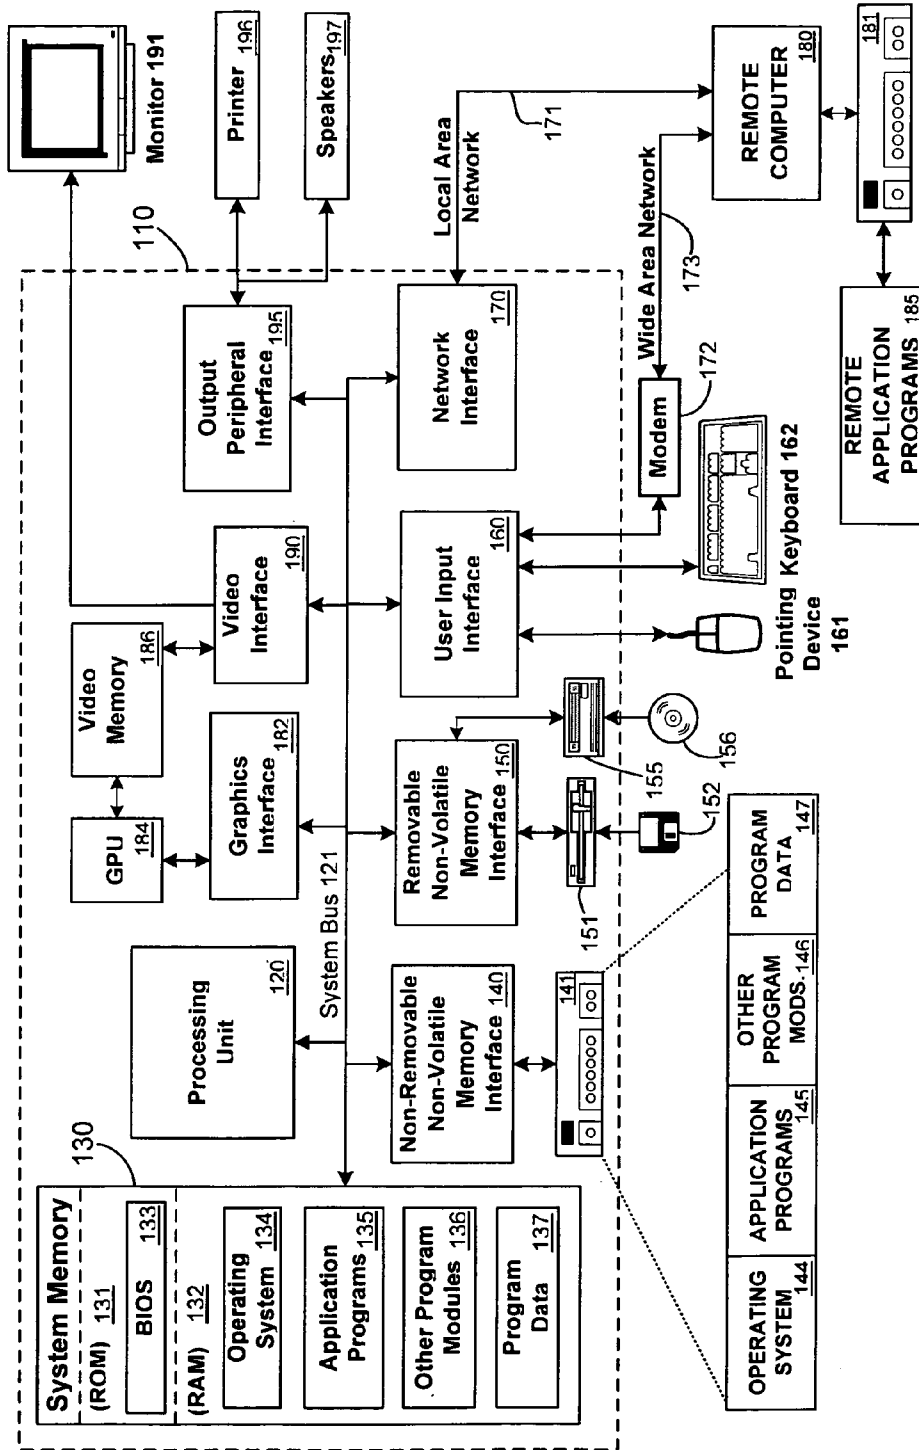 System Memory
(ROM) 131
BIOS 133
(RAM) 132
Operating
System 134
Application
Programs 135
Other Program
Modules 136
Program
Data 137
130
Processing
Unit
120
System Bus 121
GPU
184
Video
Memory
186
Graphics
Interface
182
Video
Interface
190
Output
Peripheral
Interface
195
110
Monitor 191
Printer 196
Speakers 197
Non-Removable
Non-Volatile
Memory
Interface 140
Removable
Non-Volatile
Memory
Interface 150
User Input
Interface
160
Network
Interface
170
Local Area
Network
171
Wide Area Network
173
Modem
172
141
151
152
155
156
Pointing
Device
161
Keyboard 162
REMOTE
COMPUTER
180
181
REMOTE
APPLICATION
PROGRAMS 185
OPERATING
SYSTEM 144
APPLICATION
PROGRAMS 145
OTHER
PROGRAM
MODS. 146
PROGRAM
DATA 147